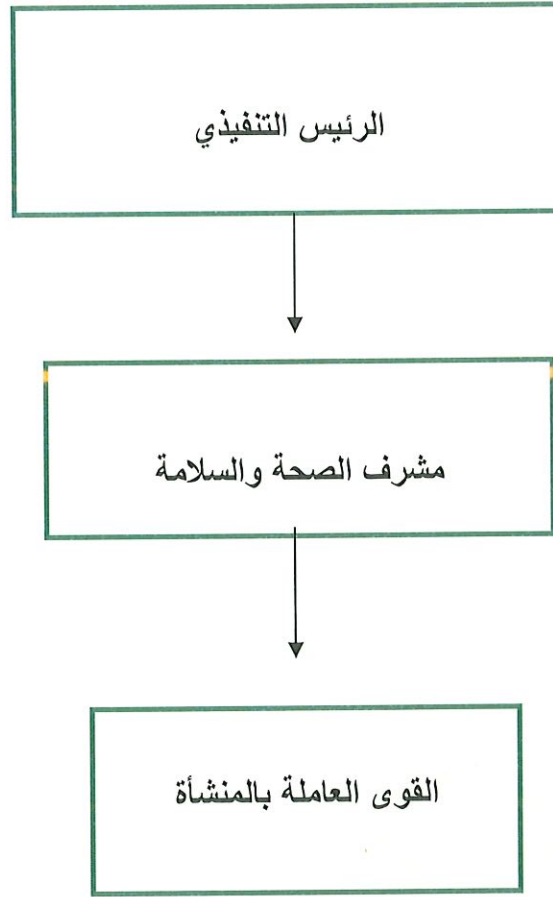 الرئيس التنفيذي
مشرف الصحة والسلامة
القوى العاملة بالمنشأة